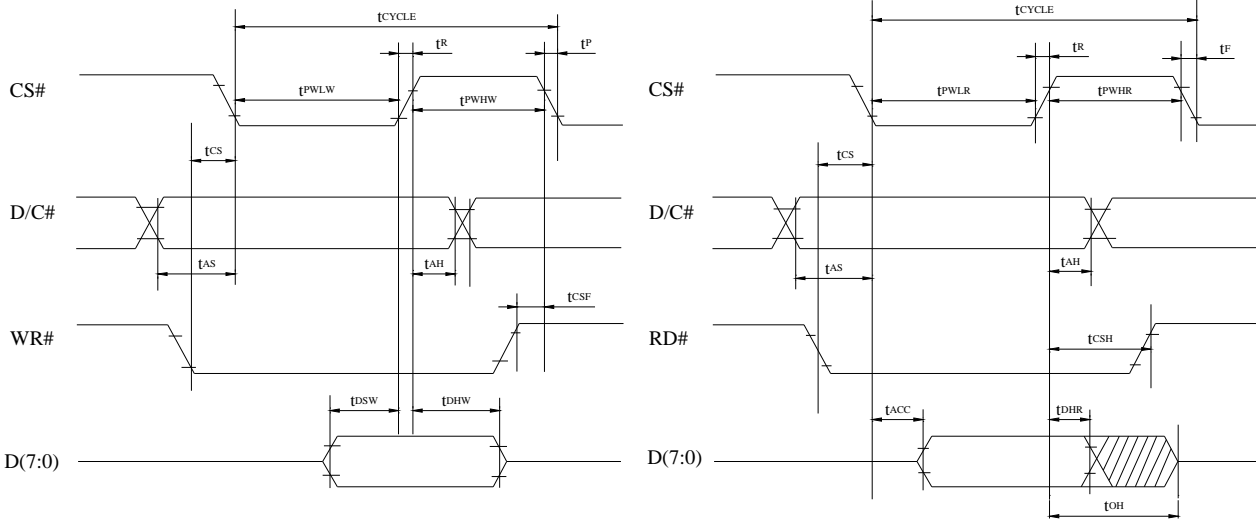 tCYCLE
tR
tP
CS#
tPWLW
tPWHW
tCS
D/C#
tAS
tAH
tCSF
WR#
tDSW
tDHW
D(7:0)
tCYCLE
tR
tF
CS#
tPWLR
tPWHR
tCS
D/C#
tAS
tAH
RD#
tCSH
tACC
tDHR
D(7:0)
tOH